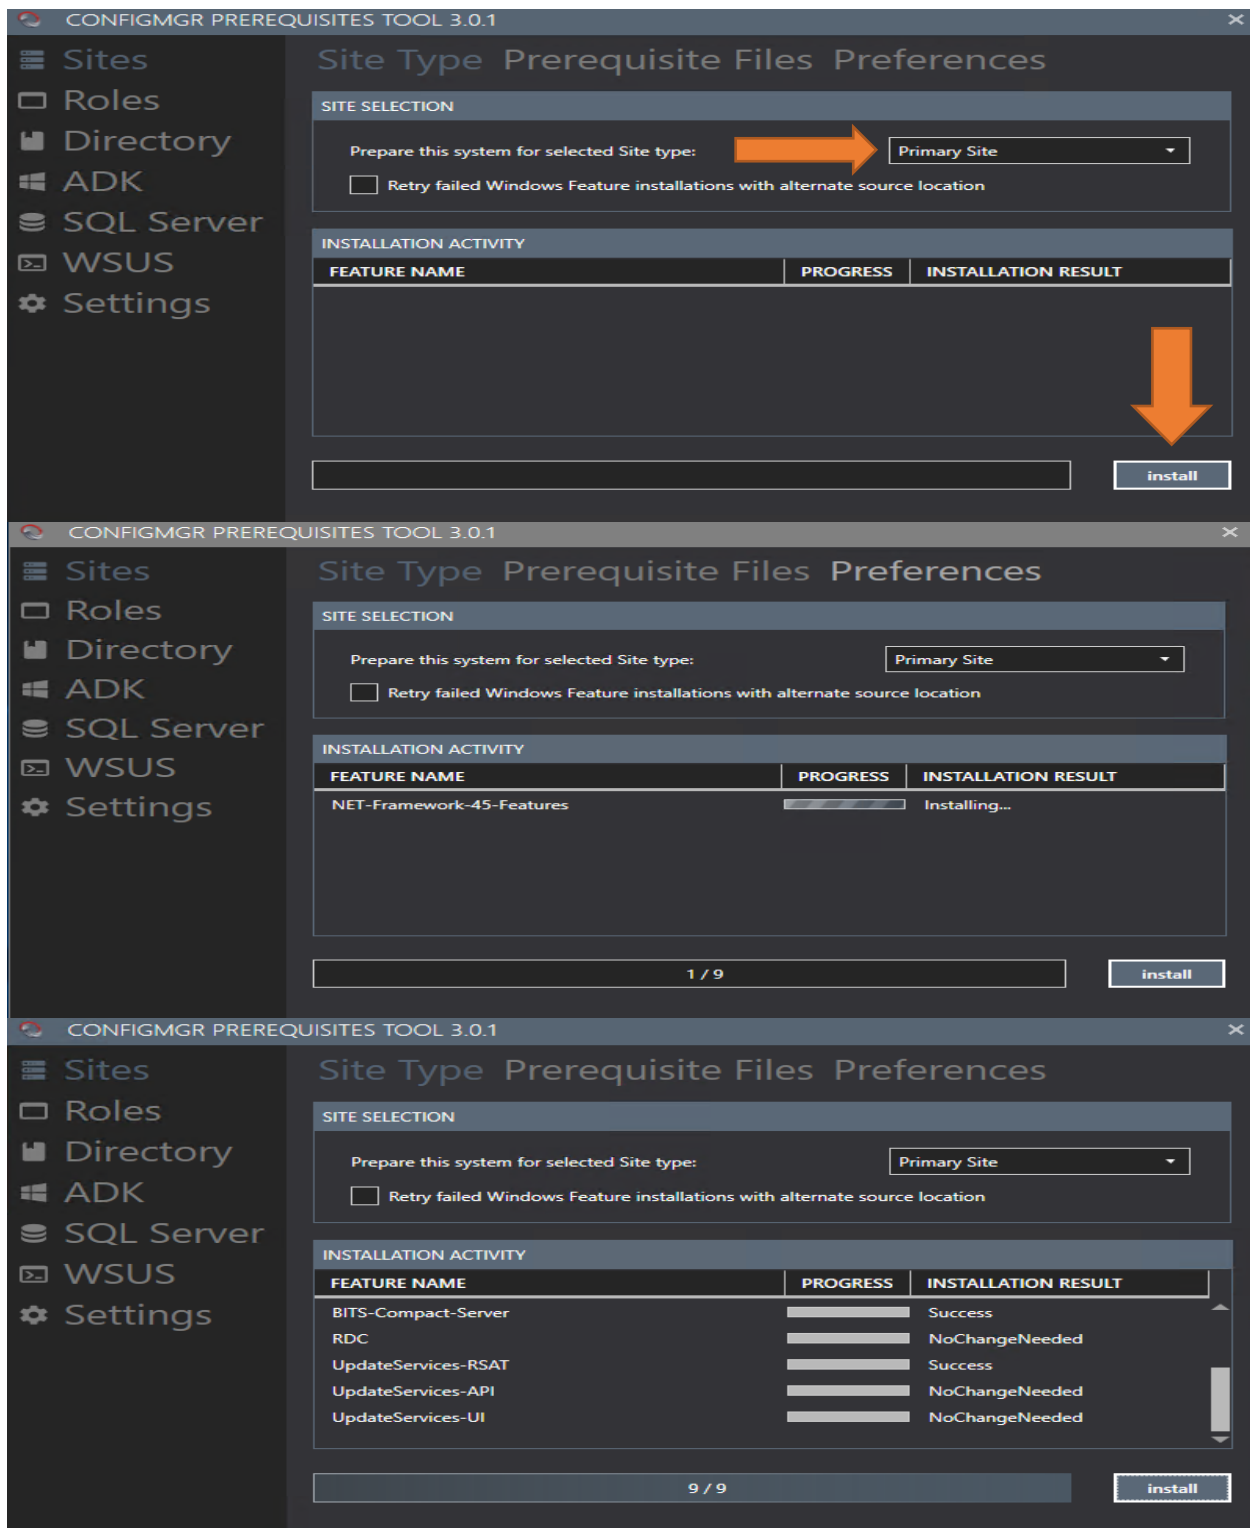 CONFIGMGR PREREQUISITES TOOL 3.0.1
Sites
Roles
Directory
ADK
SQL Server
WSUS
Settings
Site Type Prerequisite Files Preferences
SITE SELECTION
Prepare this system for selected Site type: Primary Site
Retry failed Windows Feature installations with alternate source location
INSTALLATION ACTIVITY
FEATURE NAME PROGRESS INSTALLATION RESULT
install
CONFIGMGR PREREQUISITES TOOL 3.0.1
Sites
Roles
Directory
ADK
SQL Server
WSUS
Settings
Site Type Prerequisite Files Preferences
SITE SELECTION
Prepare this system for selected Site type: Primary Site
Retry failed Windows Feature installations with alternate source location
INSTALLATION ACTIVITY
FEATURE NAME PROGRESS INSTALLATION RESULT
NET-Framework-45-Features Installing...
1 / 9 install
CONFIGMGR PREREQUISITES TOOL 3.0.1
Sites
Roles
Directory
ADK
SQL Server
WSUS
Settings
Site Type Prerequisite Files Preferences
SITE SELECTION
Prepare this system for selected Site type: Primary Site
Retry failed Windows Feature installations with alternate source location
INSTALLATION ACTIVITY
FEATURE NAME PROGRESS INSTALLATION RESULT
BITS-Compact-Server Success
RDC NoChangeNeeded
UpdateServices-RSAT Success
UpdateServices-API NoChangeNeeded
UpdateServices-UI NoChangeNeeded
9 / 9 install